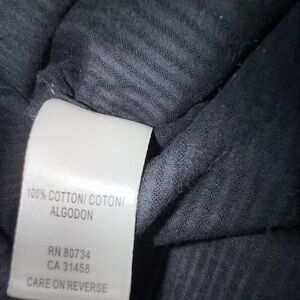 100% COTTON/ COTON/
ALGODON
RN 80734
CA 31458
CARE ON REVERSE